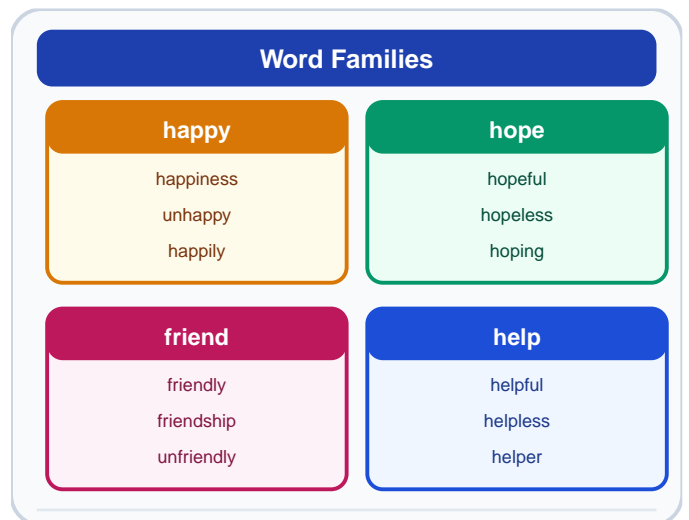 Word Families
happy
happiness
unhappy
happily
hope
hopeful
hopeless
hoping
friend
friendly
friendship
unfriendly
help
helpful
helpless
helper